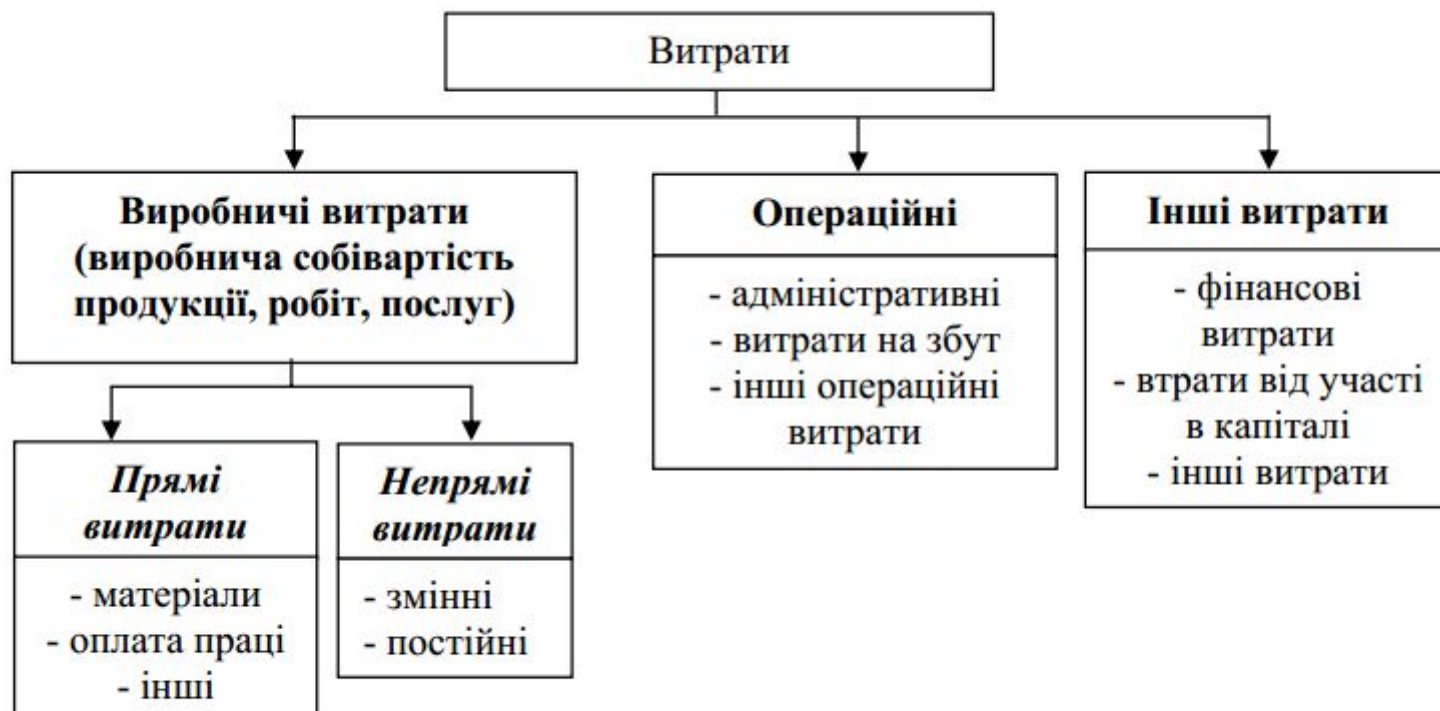 Витрати
Виробничі витрати
(виробнича собівартість
продукції, робіт, послуг)
Операційні
- адміністративні
- витрати на збут
- інші операційні
витрати
Інші витрати
- фінансові
витрати
- втрати від участі
в капіталі
- інші витрати
Прямі
витрати
- матеріали
- оплата праці
- інші
Непрямі
витрати
- змінні
- постійні